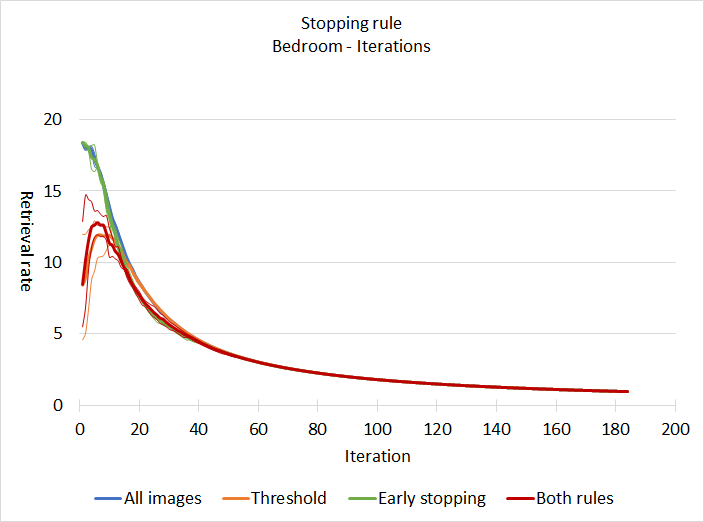 Stopping rule
Bedroom - Iterations
20
15
10
5
0
Retrieval rate
0 20 40 60 80 100 120 140 160 180 200
Iteration
All images Threshold Early stopping Both rules